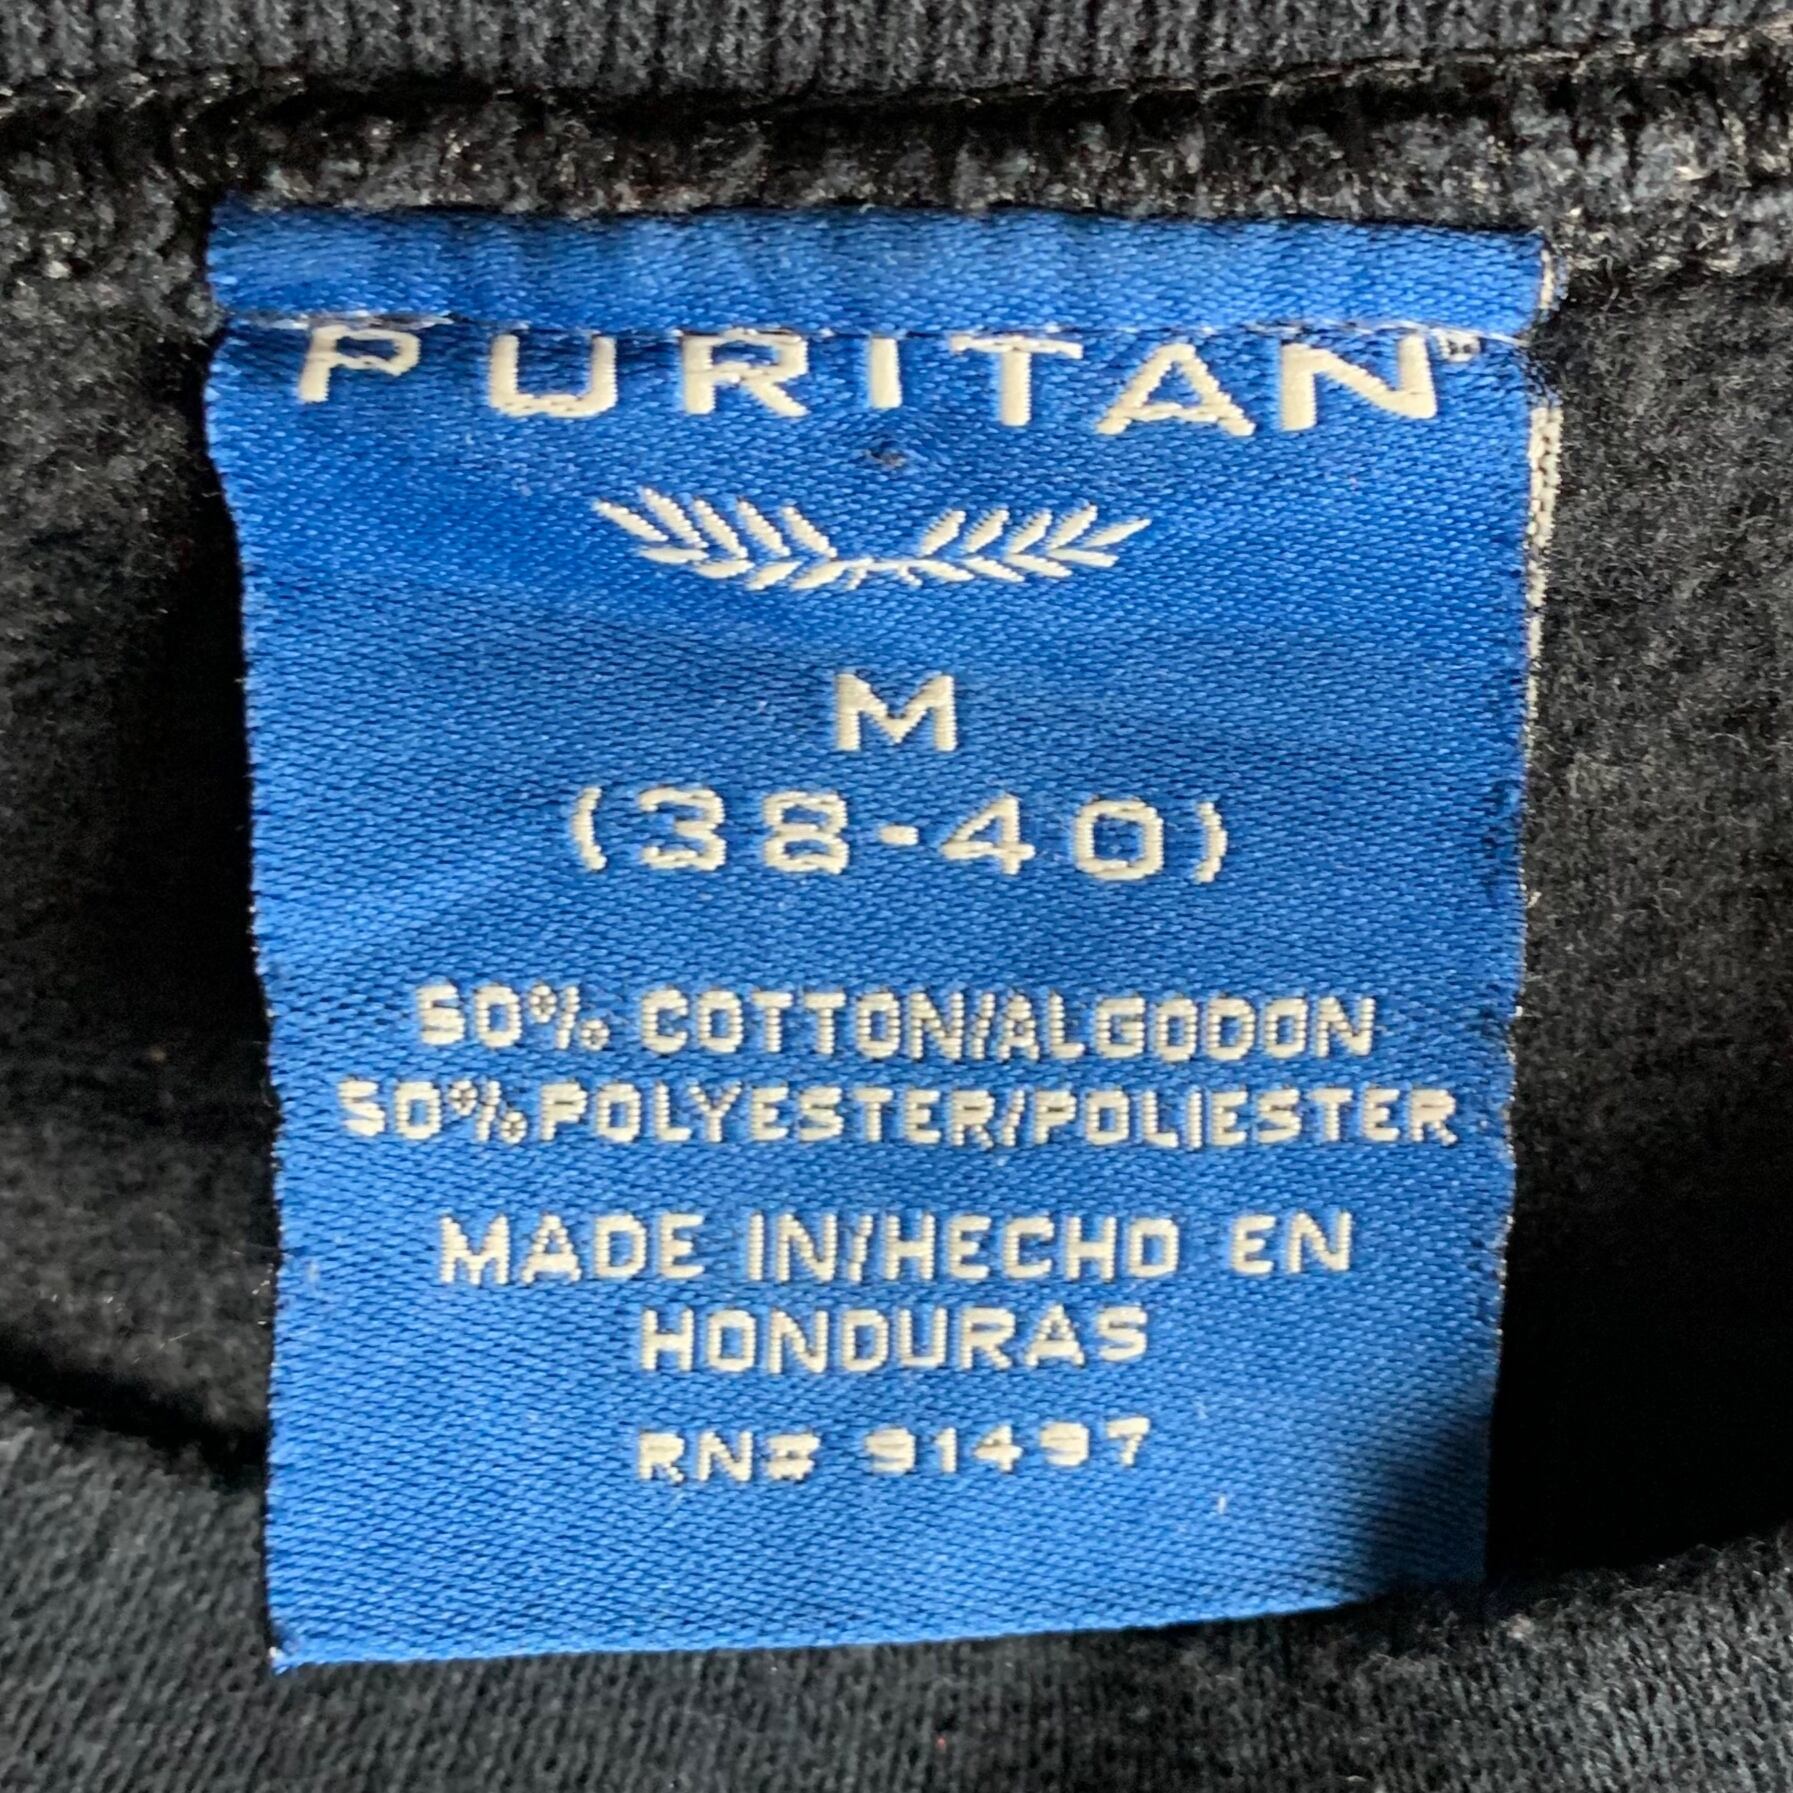 PURITAN
M
(38-40)
50% COTTON/ALGODON
50% POLYESTER/POLIESTER
MADE IN/HECHO EN
HONDURAS
RN# 91497